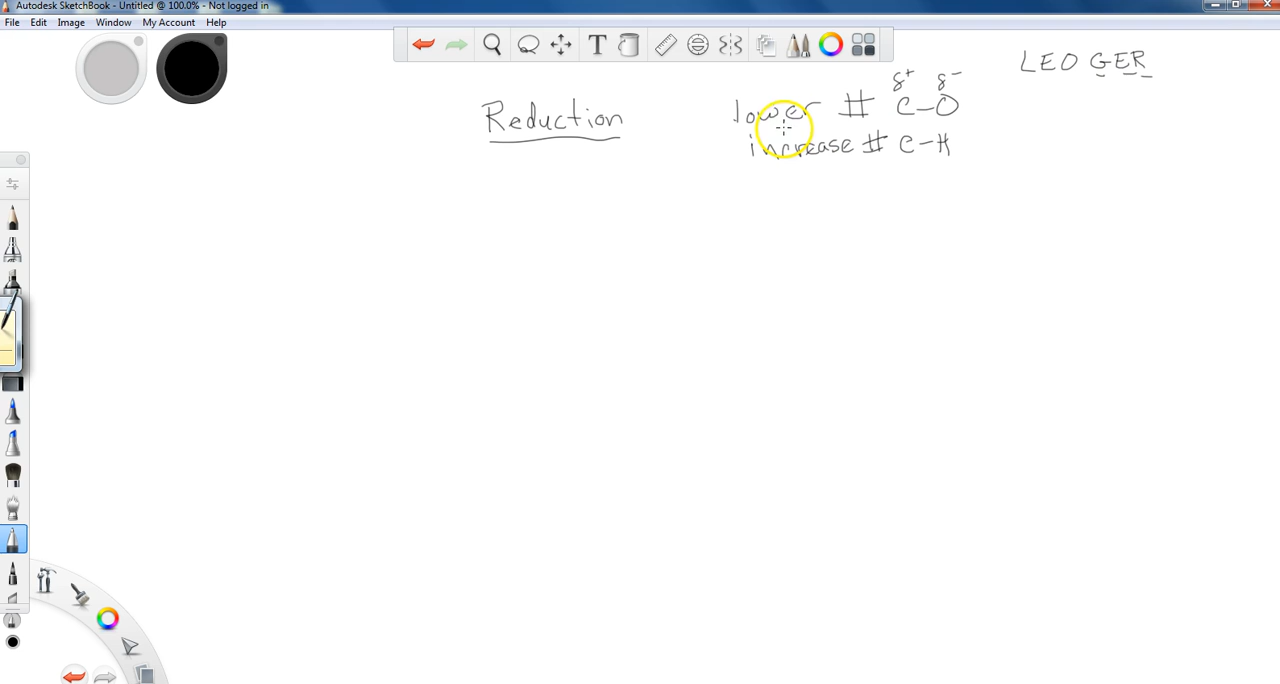 Autodesk SketchBook - Untitled @ 100.0% - Not logged in
File Edit Image Window My Account Help
LEO GER
δ+ δ-
Reduction
lower # C-O
increase # C-H